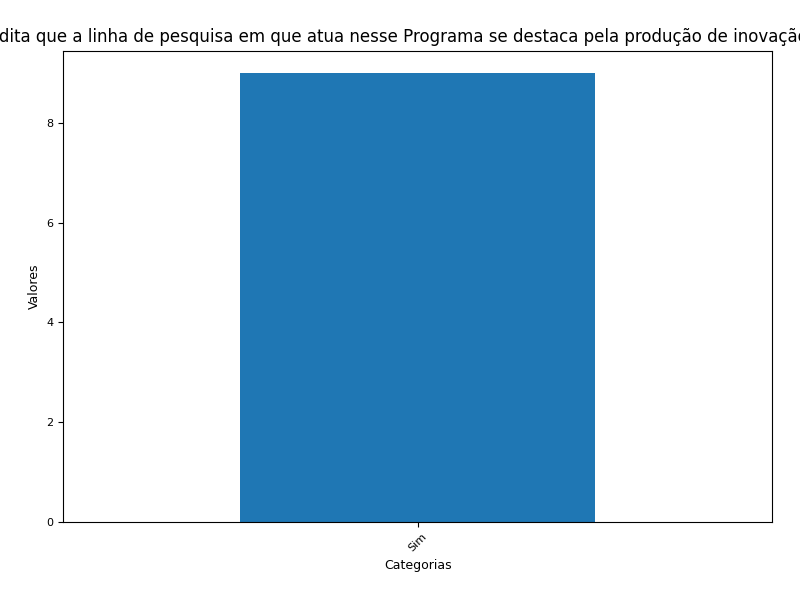 dita que a linha de pesquisa em que atua nesse Programa se destaca pela produção de inovação
8
6
4
2
0
Valores
Sim
Categorias